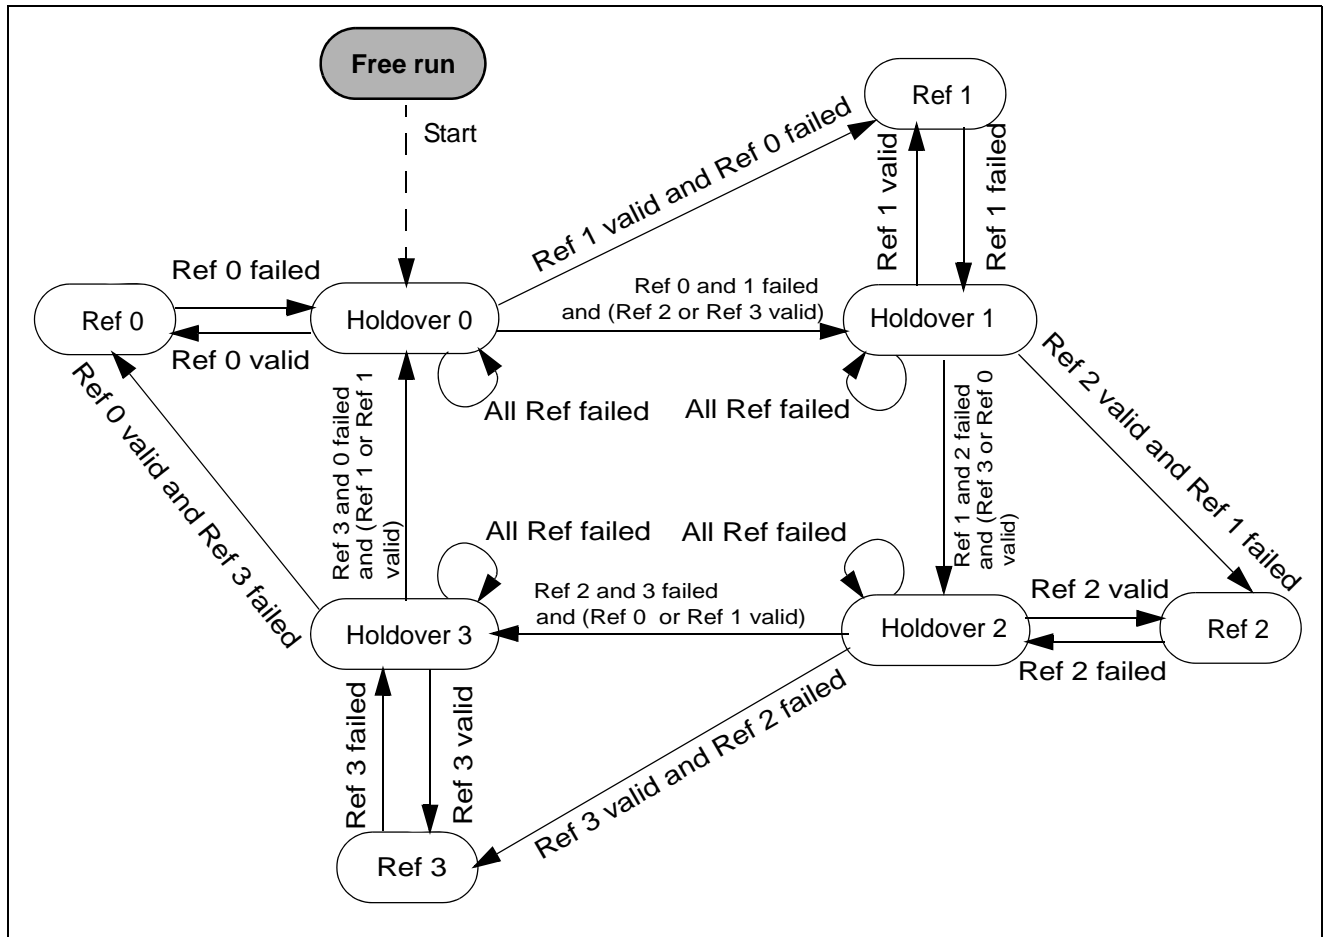 Free run
Start
Ref 1
Ref 1 valid and Ref 0 failed
Ref 1 valid
Ref 1 failed
Ref 0 failed
Ref 0 and 1 failed
and (Ref 2 or Ref 3 valid)
Ref 0
Holdover 0
Holdover 1
Ref 0 valid
All Ref failed
All Ref failed
Ref 2 valid and Ref 1 failed
Ref 0 valid and Ref 3 failed
Ref 3 and 0 failed
and (Ref 1 or Ref 1
valid)
Ref 1 and 2 failed
and (Ref 3 or Ref 0
valid)
All Ref failed
All Ref failed
Ref 2 and 3 failed
and (Ref 0 or Ref 1 valid)
Ref 2 valid
Holdover 3
Holdover 2
Ref 2
Ref 2 failed
Ref 3 failed
Ref 3 valid
Ref 3 valid and Ref 2 failed
Ref 3